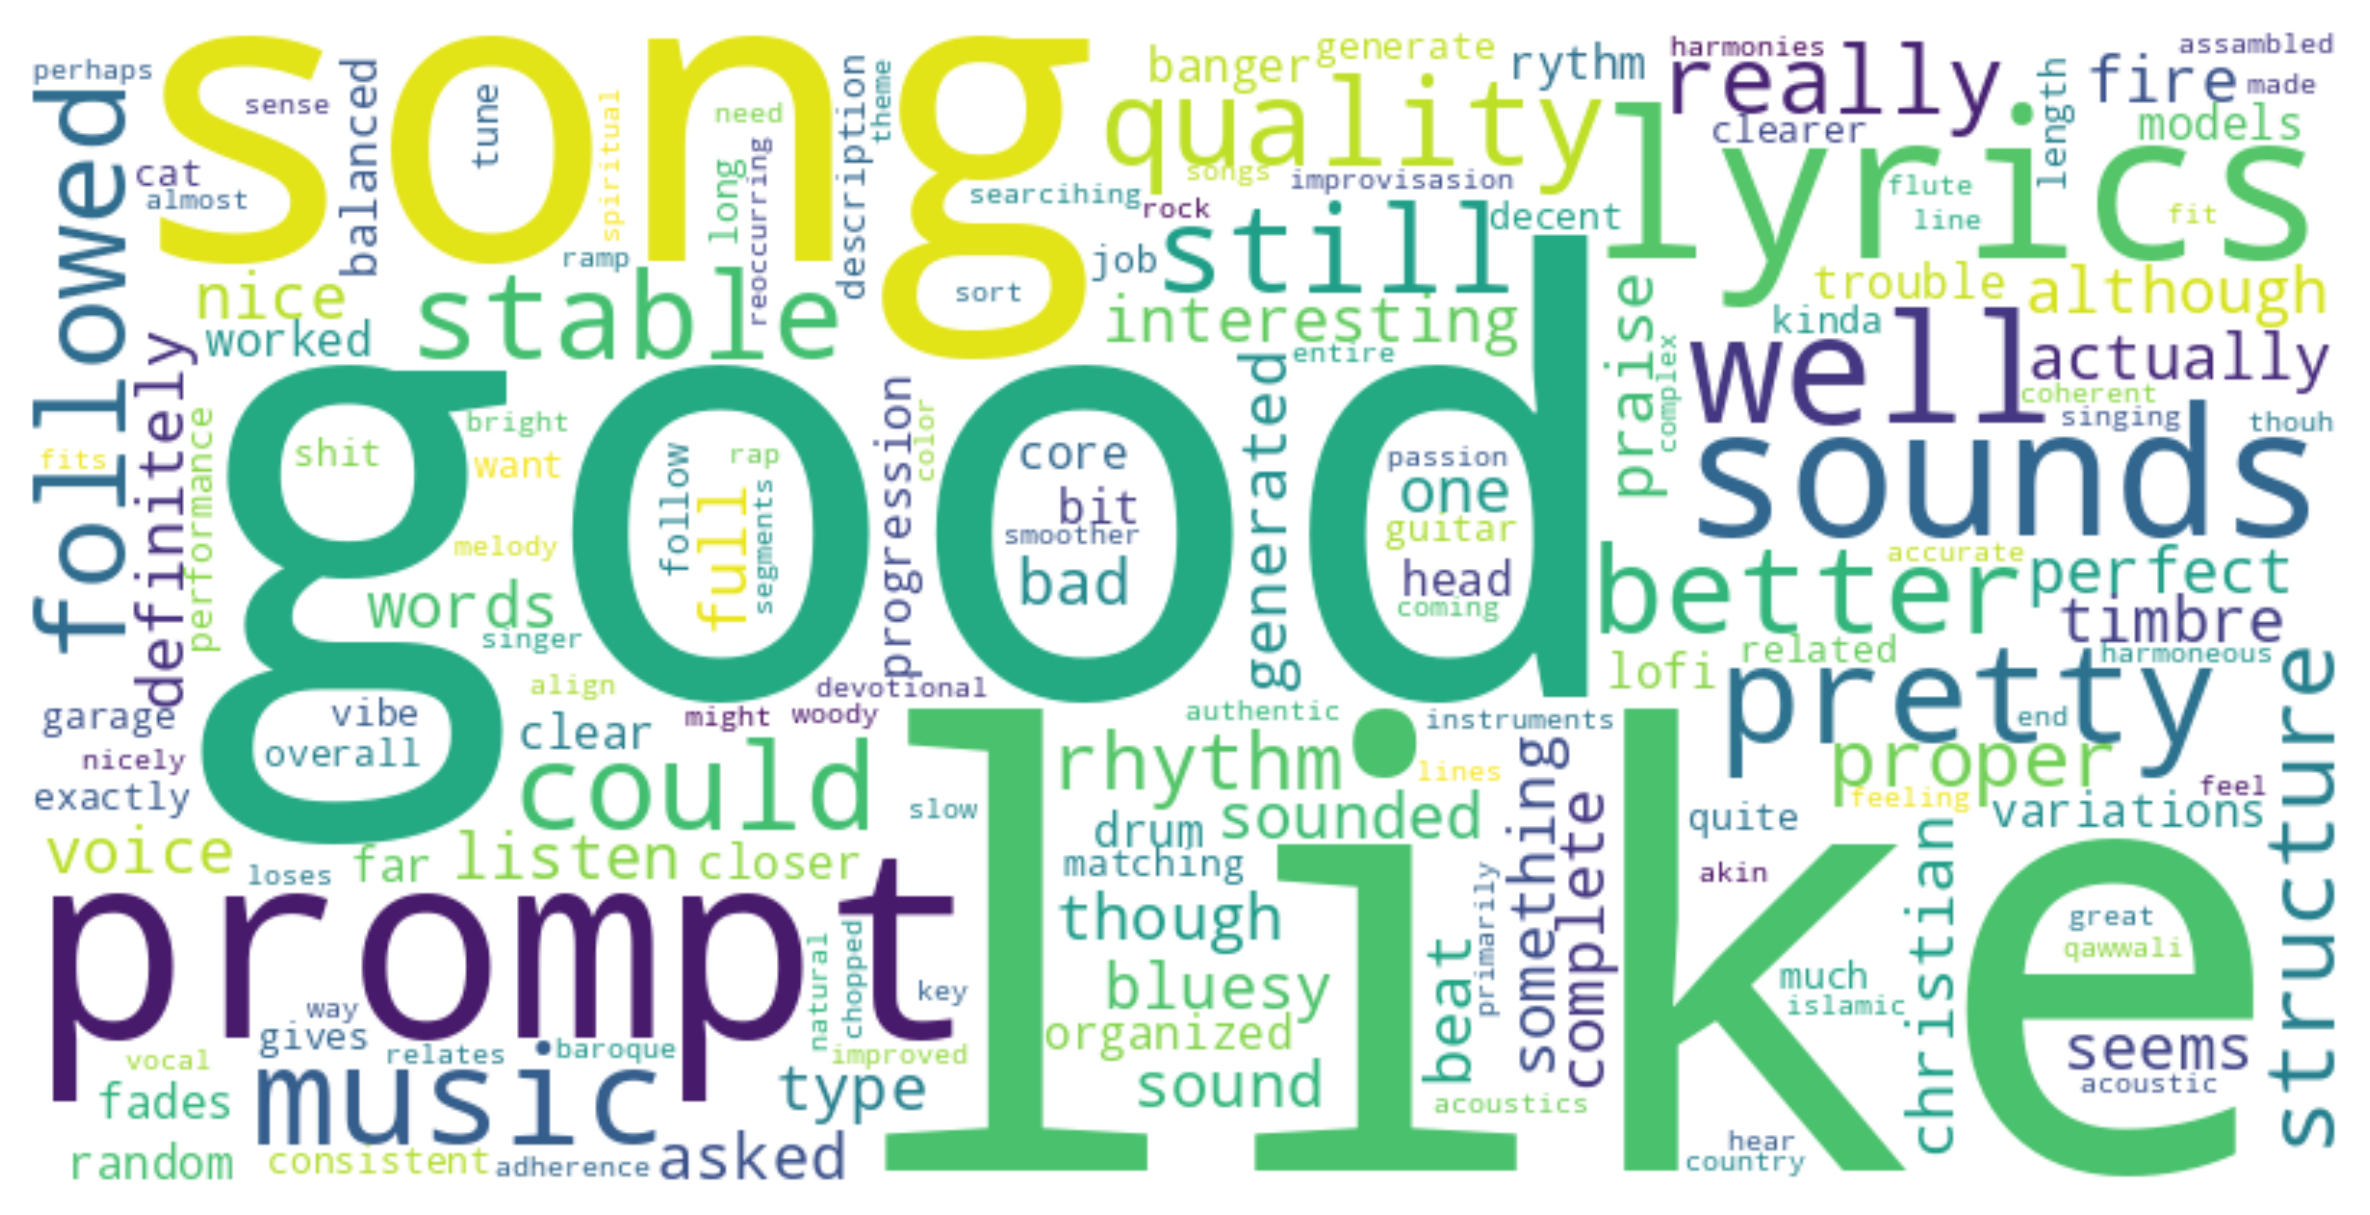 perhaps
song
generate
banger
rythm
harmonies
really
assambled
fire
made
sense
tune
spiritual
need
description
theme
balanced
followed
quality
length
clearer
models
lyrics
cat
almost
long
reoccurring
searcihing
songs
improvisasion
rock
decent
flute
line
fit
still
ramp
sort
job
nice
stable
interesting
praise
trouble
although
kinda
worked
definitely
entire
complex
well
actually
coherent
singing
thouh
good
bright
shit
want
fits
performance
follow
rap
full
segments
progression
color
core
bit
smoother
bad
generated
passion
one
guitar
head
coming
sounds
melody
words
singer
better
accurate
perfect
timbre
related
harmoneous
lofi
align
devotional
might
woody
authentic
instruments
pretty
end
structure
garage
vibe
overall
clear
nicely
exactly
could
rhythm
lines
something
proper
feel
feeling
variations
slow
sounded
drum
quite
voice
loses
far
listen
closer
matching
complete
akin
christian
like
prompt
natural
chopped
key
though
beat
primarily
great
qawwali
bluesy
much
islamic
way
gives
relates
baroque
improved
organized
seems
acoustic
vocal
fades
music
type
sound
acoustics
random
consistent
adherence
asked
hear
country